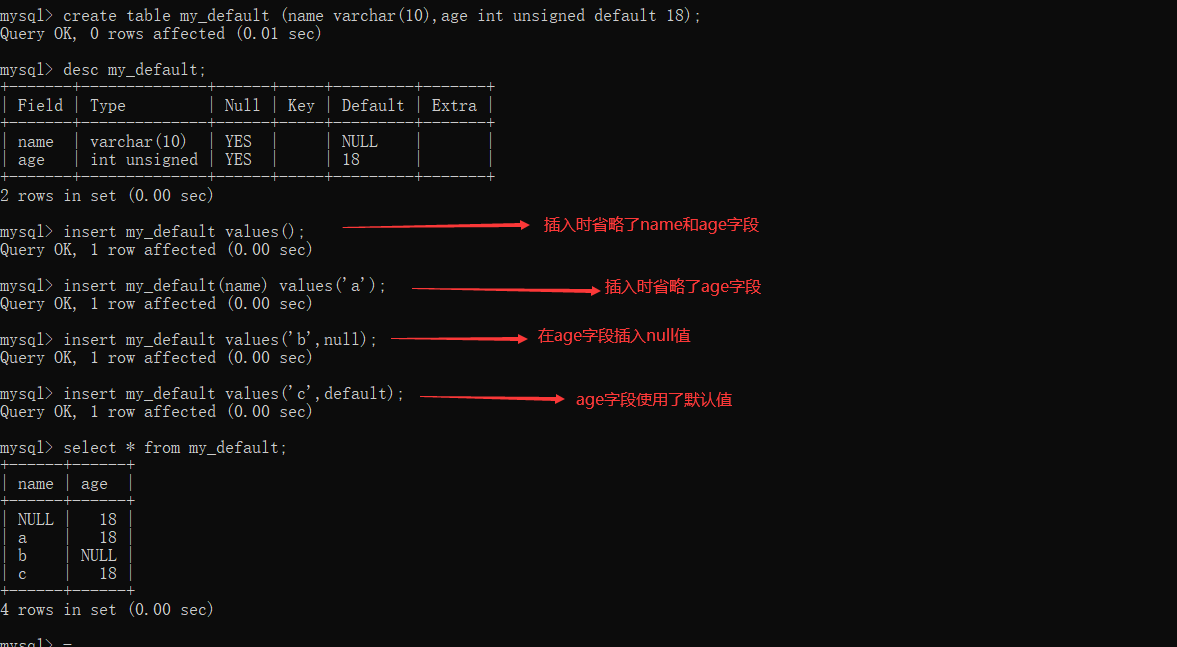 mysql> create table my_default (name varchar(10),age int unsigned default 18);
Query OK, 0 rows affected (0.01 sec)
mysql> desc my_default;
+-------+--------------+------+-----+---------+-------+
| Field | Type         | Null | Key | Default | Extra |
+-------+--------------+------+-----+---------+-------+
| name  | varchar(10)  | YES  |     | NULL    |       |
| age   | int unsigned | YES  |     | 18      |       |
+-------+--------------+------+-----+---------+-------+
2 rows in set (0.00 sec)
mysql> insert my_default values(); 插入时省略了name和age字段
Query OK, 1 row affected (0.00 sec)
mysql> insert my_default(name) values('a'); 插入时省略了age字段
Query OK, 1 row affected (0.00 sec)
mysql> insert my_default values('b',null); 在age字段插入null值
Query OK, 1 row affected (0.00 sec)
mysql> insert my_default values('c',default); age字段使用了默认值
Query OK, 1 row affected (0.00 sec)
mysql> select * from my_default;
+------+------+
| name | age  |
+------+------+
| NULL |   18 |
| a    |   18 |
| b    | NULL |
| c    |   18 |
+------+------+
4 rows in set (0.00 sec)
mysql> _